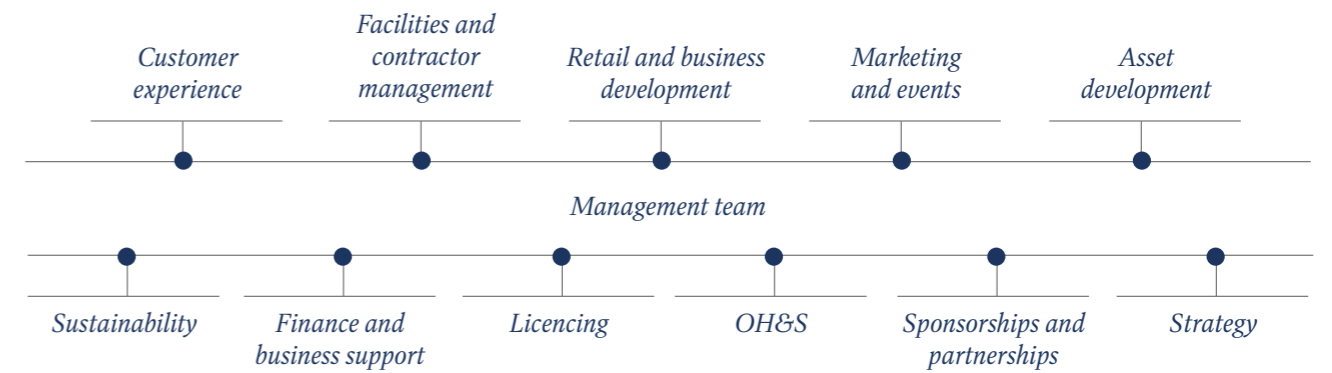 Customer
experience
Facilities and
contractor
management
Retail and business
development
Marketing
and events
Asset
development
Management team
Sustainability
Finance and
business support
Licencing
OH&S
Sponsorships and
partnerships
Strategy